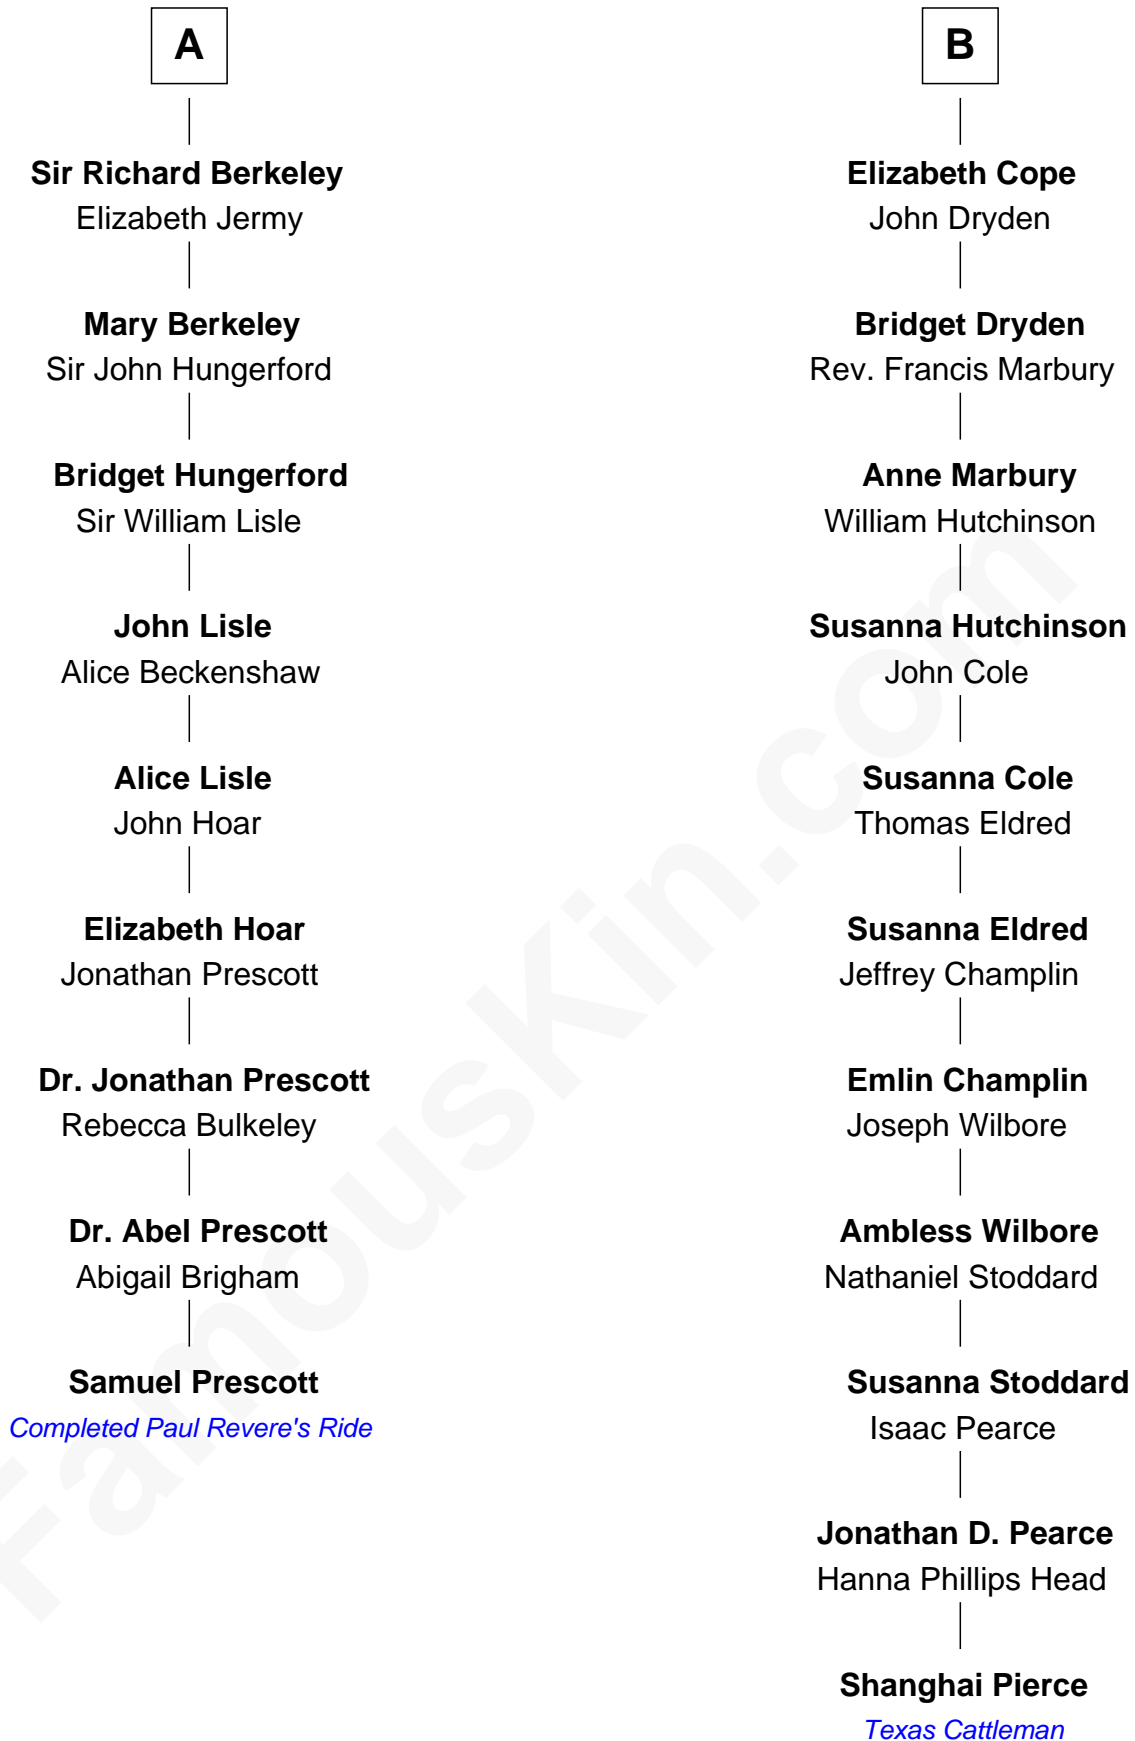 A
Sir Richard Berkeley
Elizabeth Jermy
Mary Berkeley
Sir John Hungerford
Bridget Hungerford
Sir William Lisle
John Lisle
Alice Beckenshaw
Alice Lisle
John Hoar
Elizabeth Hoar
Jonathan Prescott
Dr. Jonathan Prescott
Rebecca Bulkeley
Dr. Abel Prescott
Abigail Brigham
Samuel Prescott
Completed Paul Revere's Ride
B
Elizabeth Cope
John Dryden
Bridget Dryden
Rev. Francis Marbury
Anne Marbury
William Hutchinson
Susanna Hutchinson
John Cole
Susanna Cole
Thomas Eldred
Susanna Eldred
Jeffrey Champlin
Emlin Champlin
Joseph Wilbore
Ambless Wilbore
Nathaniel Stoddard
Susanna Stoddard
Isaac Pearce
Jonathan D. Pearce
Hanna Phillips Head
Shanghai Pierce
Texas Cattleman
FamousKin.com